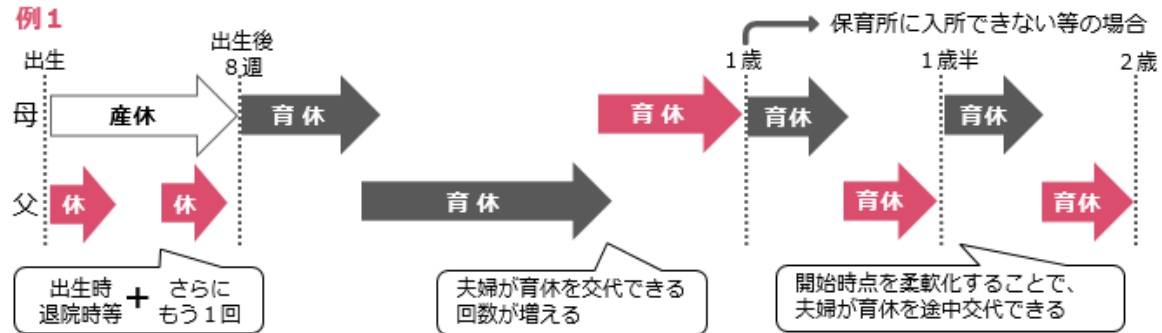 例1
保育所に入所できない等の場合
出生
出生後
8週
1歳
1歳半
2歳
母
産休
育休
育休
育休
育休
父
休
休
育休
育休
育休
出生時
退院時等
+
さらに
もう1回
夫婦が育休を交代できる
回数が増える
開始時点を柔軟化することで、
夫婦が育休を途中交代できる